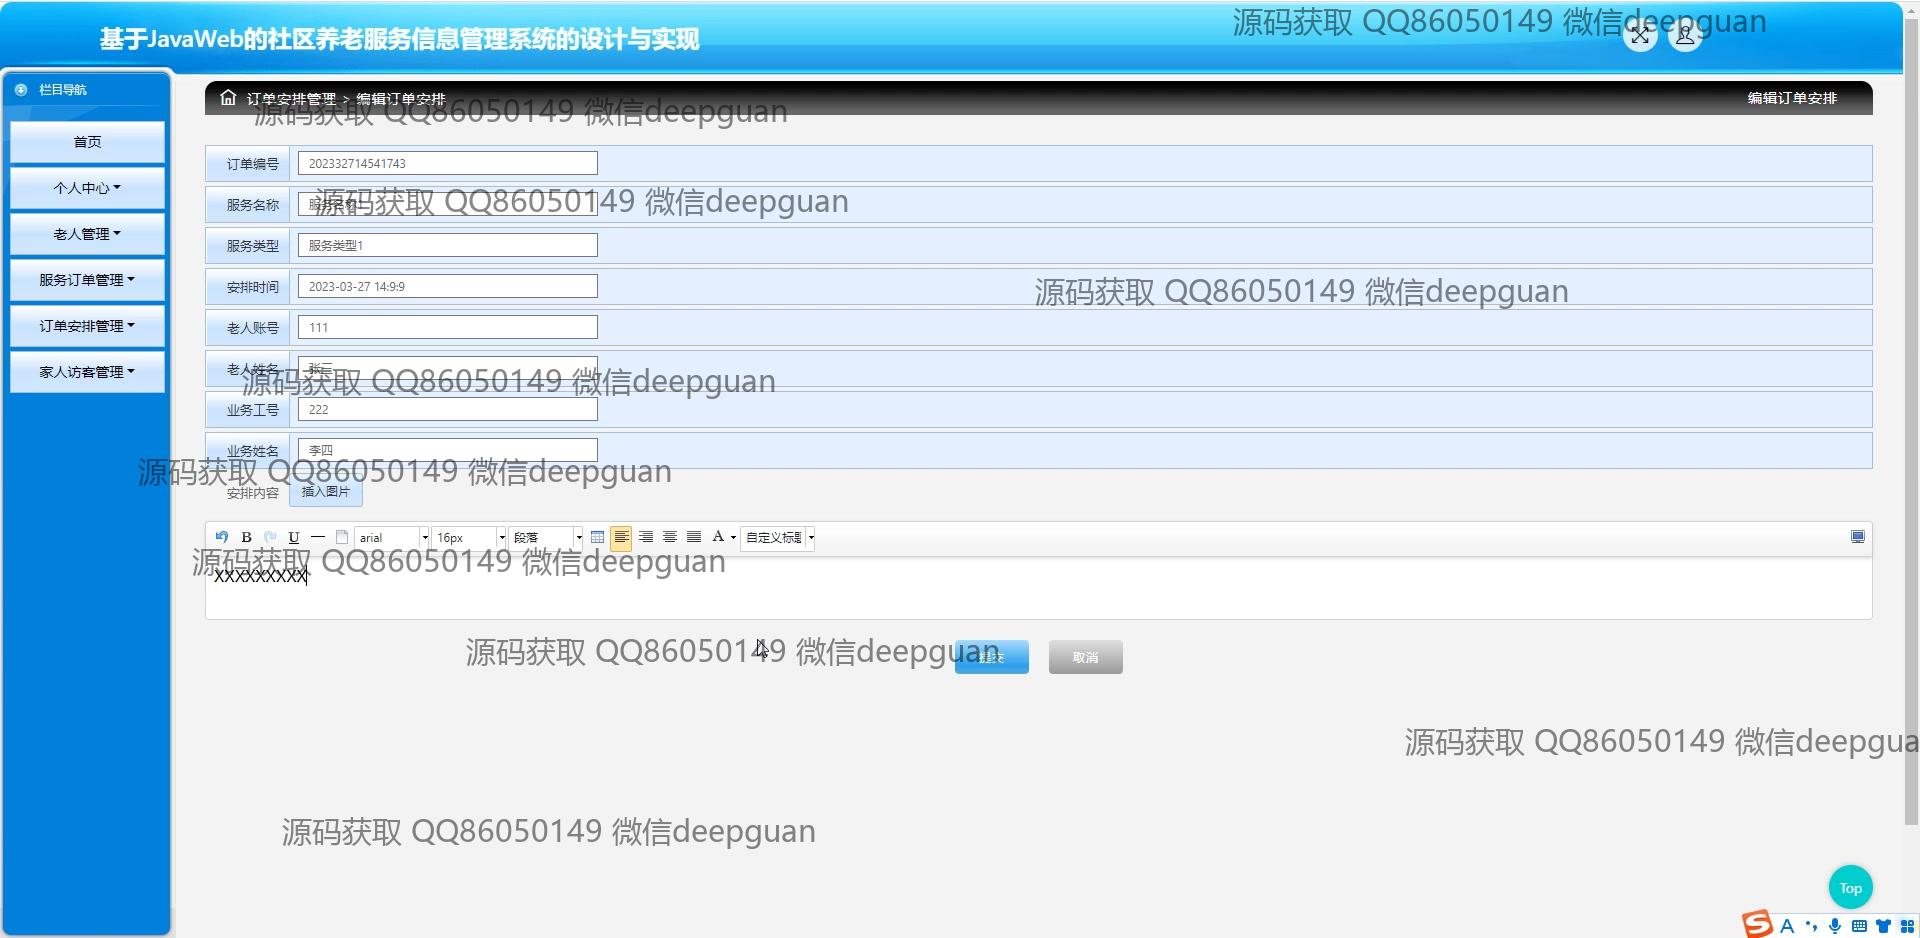 源码获取 QQ86050149 微信deepguan
基于JavaWeb的社区养老服务信息管理系统的设计与实现
栏目导航
首页
个人中心
老人管理
服务订单管理
订单安排管理
家人访客管理
订单安排管理 > 编辑订单安排
编辑订单安排
源码获取 QQ86050149 微信deepguan
订单编号 202332714541743
服务名称
源码获取 QQ86050149 微信deepguan
服务类型 服务类型1
安排时间 2023-03-27 14:9:9
源码获取 QQ86050149 微信deepguan
老人账号 111
老人姓名 张三
源码获取 QQ86050149 微信deepguan
业务工号 222
业务姓名 李四
源码获取 QQ86050149 微信deepguan
安排内容 插入图片
B U arial 16px 段落 A 自定义标题
源码获取 QQ86050149 微信deepguan
XXXXXXXXX
源码获取 QQ86050149 微信deepguan
提交 取消
源码获取 QQ86050149 微信deepgua
源码获取 QQ86050149 微信deepguan
Top
S A